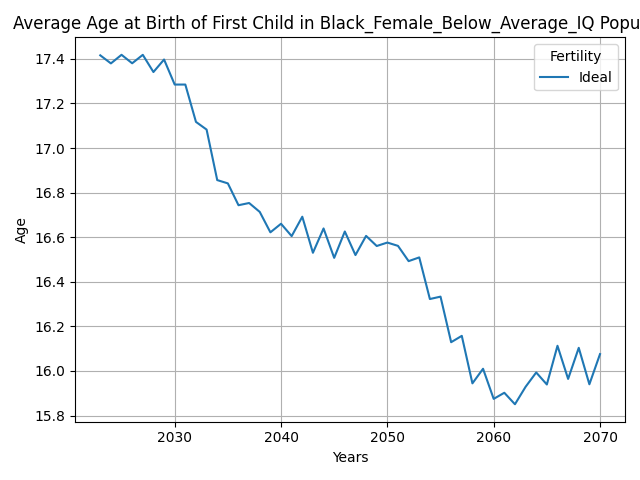 Average Age at Birth of First Child in Black_Female_Below_Average_IQ Popu
Fertility
Ideal
17.4
17.2
17.0
16.8
16.6
16.4
16.2
16.0
15.8
Age
2030 2040 2050 2060 2070
Years